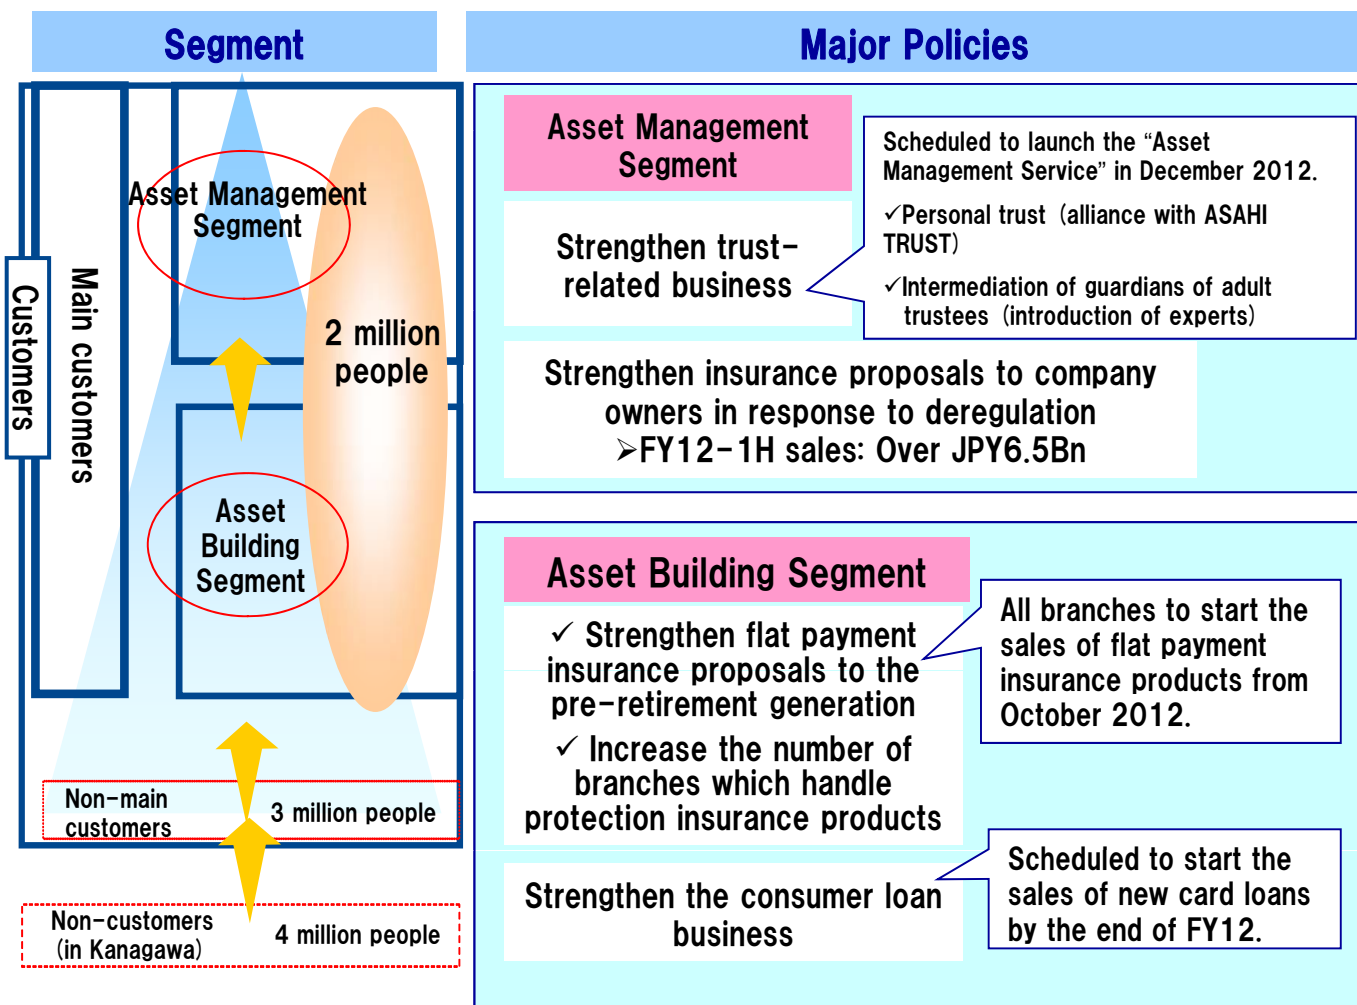 Segment
Major Policies
Customers
Main customers
Asset Management
Segment
2 million
people
Asset
Building
Segment
Non-main
customers
3 million people
Non-customers
(in Kanagawa)
4 million people
Asset Management
Segment
Strengthen trust-
related business
Scheduled to launch the “Asset
Management Service” in December 2012.
✓Personal trust (alliance with ASAHI
TRUST)
✓Intermediation of guardians of adult
trustees (introduction of experts)
Strengthen insurance proposals to company
owners in response to deregulation
➢FY12-1H sales: Over JPY6.5Bn
Asset Building Segment
✓ Strengthen flat payment
insurance proposals to the
pre-retirement generation
✓ Increase the number of
branches which handle
protection insurance products
All branches to start the
sales of flat payment
insurance products from
October 2012.
Strengthen the consumer loan
business
Scheduled to start the
sales of new card loans
by the end of FY12.